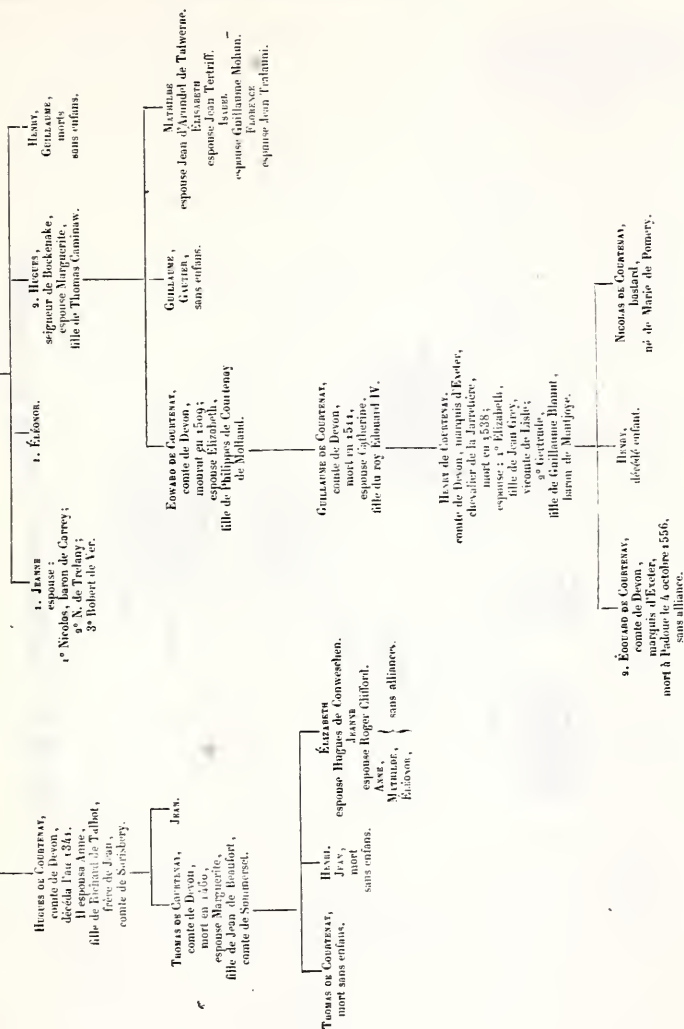 HUGUES DE COURTENAY,
comte de Devon,
décéda l'an 1341.
Il espousa Anne,
fille de Richard de Talbot,
frère de Jean,
comte de Sarisbery.
1. JEANNE
espouse :
1° Nicolas, baron de Carrey;
2° N. de Trelany;
3° Robert de Ver.
1. ÉLÉONOR.
2. HUGUES,
seigneur de Bockenake,
espouse Marguerite,
fille de Thomas Caminaw.
HENRY,
GUILLAUME,
morts
sans enfans.
THOMAS DE COURTENAY,
comte de Devon,
mort en 1460,
espouse Marguerite,
fille de Jean de Beaufort,
comte de Sommerset.
JEAN.
EDWARD DE COURTENAY,
comte de Devon,
mourut en 1509;
espouse Elizabeth,
fille de Philippes de Courtenay
de Molland.
GUILLAUME,
GAUTIER,
sans enfans.
MATHILDE
espouse Jean d'Arundel de Talwerne.
ÉLISABETH
espouse Jean Tertriff.
ISABEL
espouse Guillaume Mohun.
FLORENCE
espouse Jean Tralauni.
THOMAS DE COURTENAY,
mort sans enfans.
HENRI.
JEAN,
mort
sans enfans.
ÉLIZABETH
espouse Hugues de Conweschen.
JEANNE
espouse Roger Clifford.
ANNE,
MATHILDE,
ÉLÉONOR,
sans alliances.
GUILLAUME DE COURTENAY,
comte de Devon,
mort en 1511,
espouse Catherine,
fille du roy Edouard IV.
HENRY de COURTENAY,
comte de Devon, marquis d'Exeter,
chevalier de la Jarretière,
mort en 1538;
espouse : 1° Elizabeth,
fille de Jean Grey,
vicomte de Lisle;
2° Gertrude,
fille de Guillaume Blount,
baron de Mantjoye.
2. ÉDOUARD DE COURTENAY,
comte de Devon,
marquis d'Exeter,
mort à Padoue le 4 octobre 1556,
sans alliance.
HENRY,
décédé enfant.
NICOLAS DE COURTENAY,
bastard,
né de Marie de Pomery.